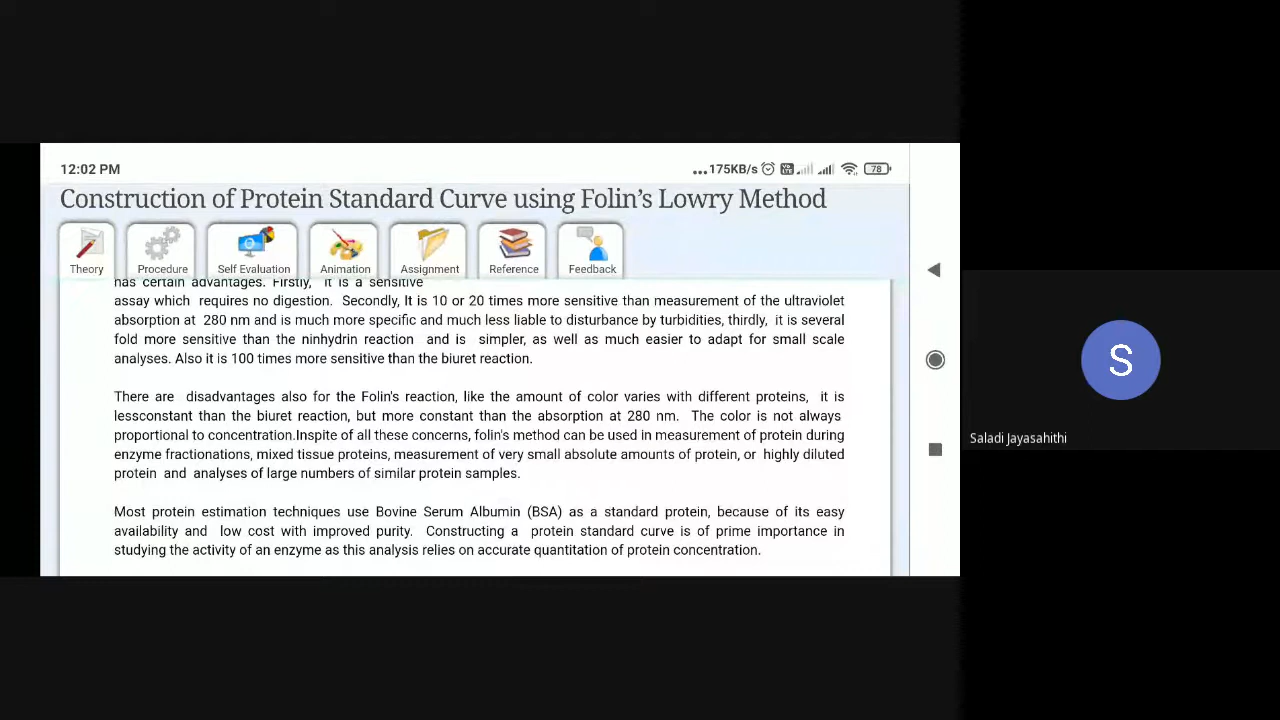 12:02 PM
...175KB/s
78
Construction of Protein Standard Curve using Folin’s Lowry Method
Theory
Procedure
Self Evaluation
Animation
Assignment
Reference
Feedback
has certain advantages. Firstly, it is a sensitive
assay which requires no digestion. Secondly, It is 10 or 20 times more sensitive than measurement of the ultraviolet
absorption at 280 nm and is much more specific and much less liable to disturbance by turbidities, thirdly, it is several
fold more sensitive than the ninhydrin reaction and is simpler, as well as much easier to adapt for small scale
analyses. Also it is 100 times more sensitive than the biuret reaction.
There are disadvantages also for the Folin's reaction, like the amount of color varies with different proteins, it is
lessconstant than the biuret reaction, but more constant than the absorption at 280 nm. The color is not always
proportional to concentration.Inspite of all these concerns, folin's method can be used in measurement of protein during
enzyme fractionations, mixed tissue proteins, measurement of very small absolute amounts of protein, or highly diluted
protein and analyses of large numbers of similar protein samples.
Most protein estimation techniques use Bovine Serum Albumin (BSA) as a standard protein, because of its easy
availability and low cost with improved purity. Constructing a protein standard curve is of prime importance in
studying the activity of an enzyme as this analysis relies on accurate quantitation of protein concentration.
S
Saladi Jayasahithi